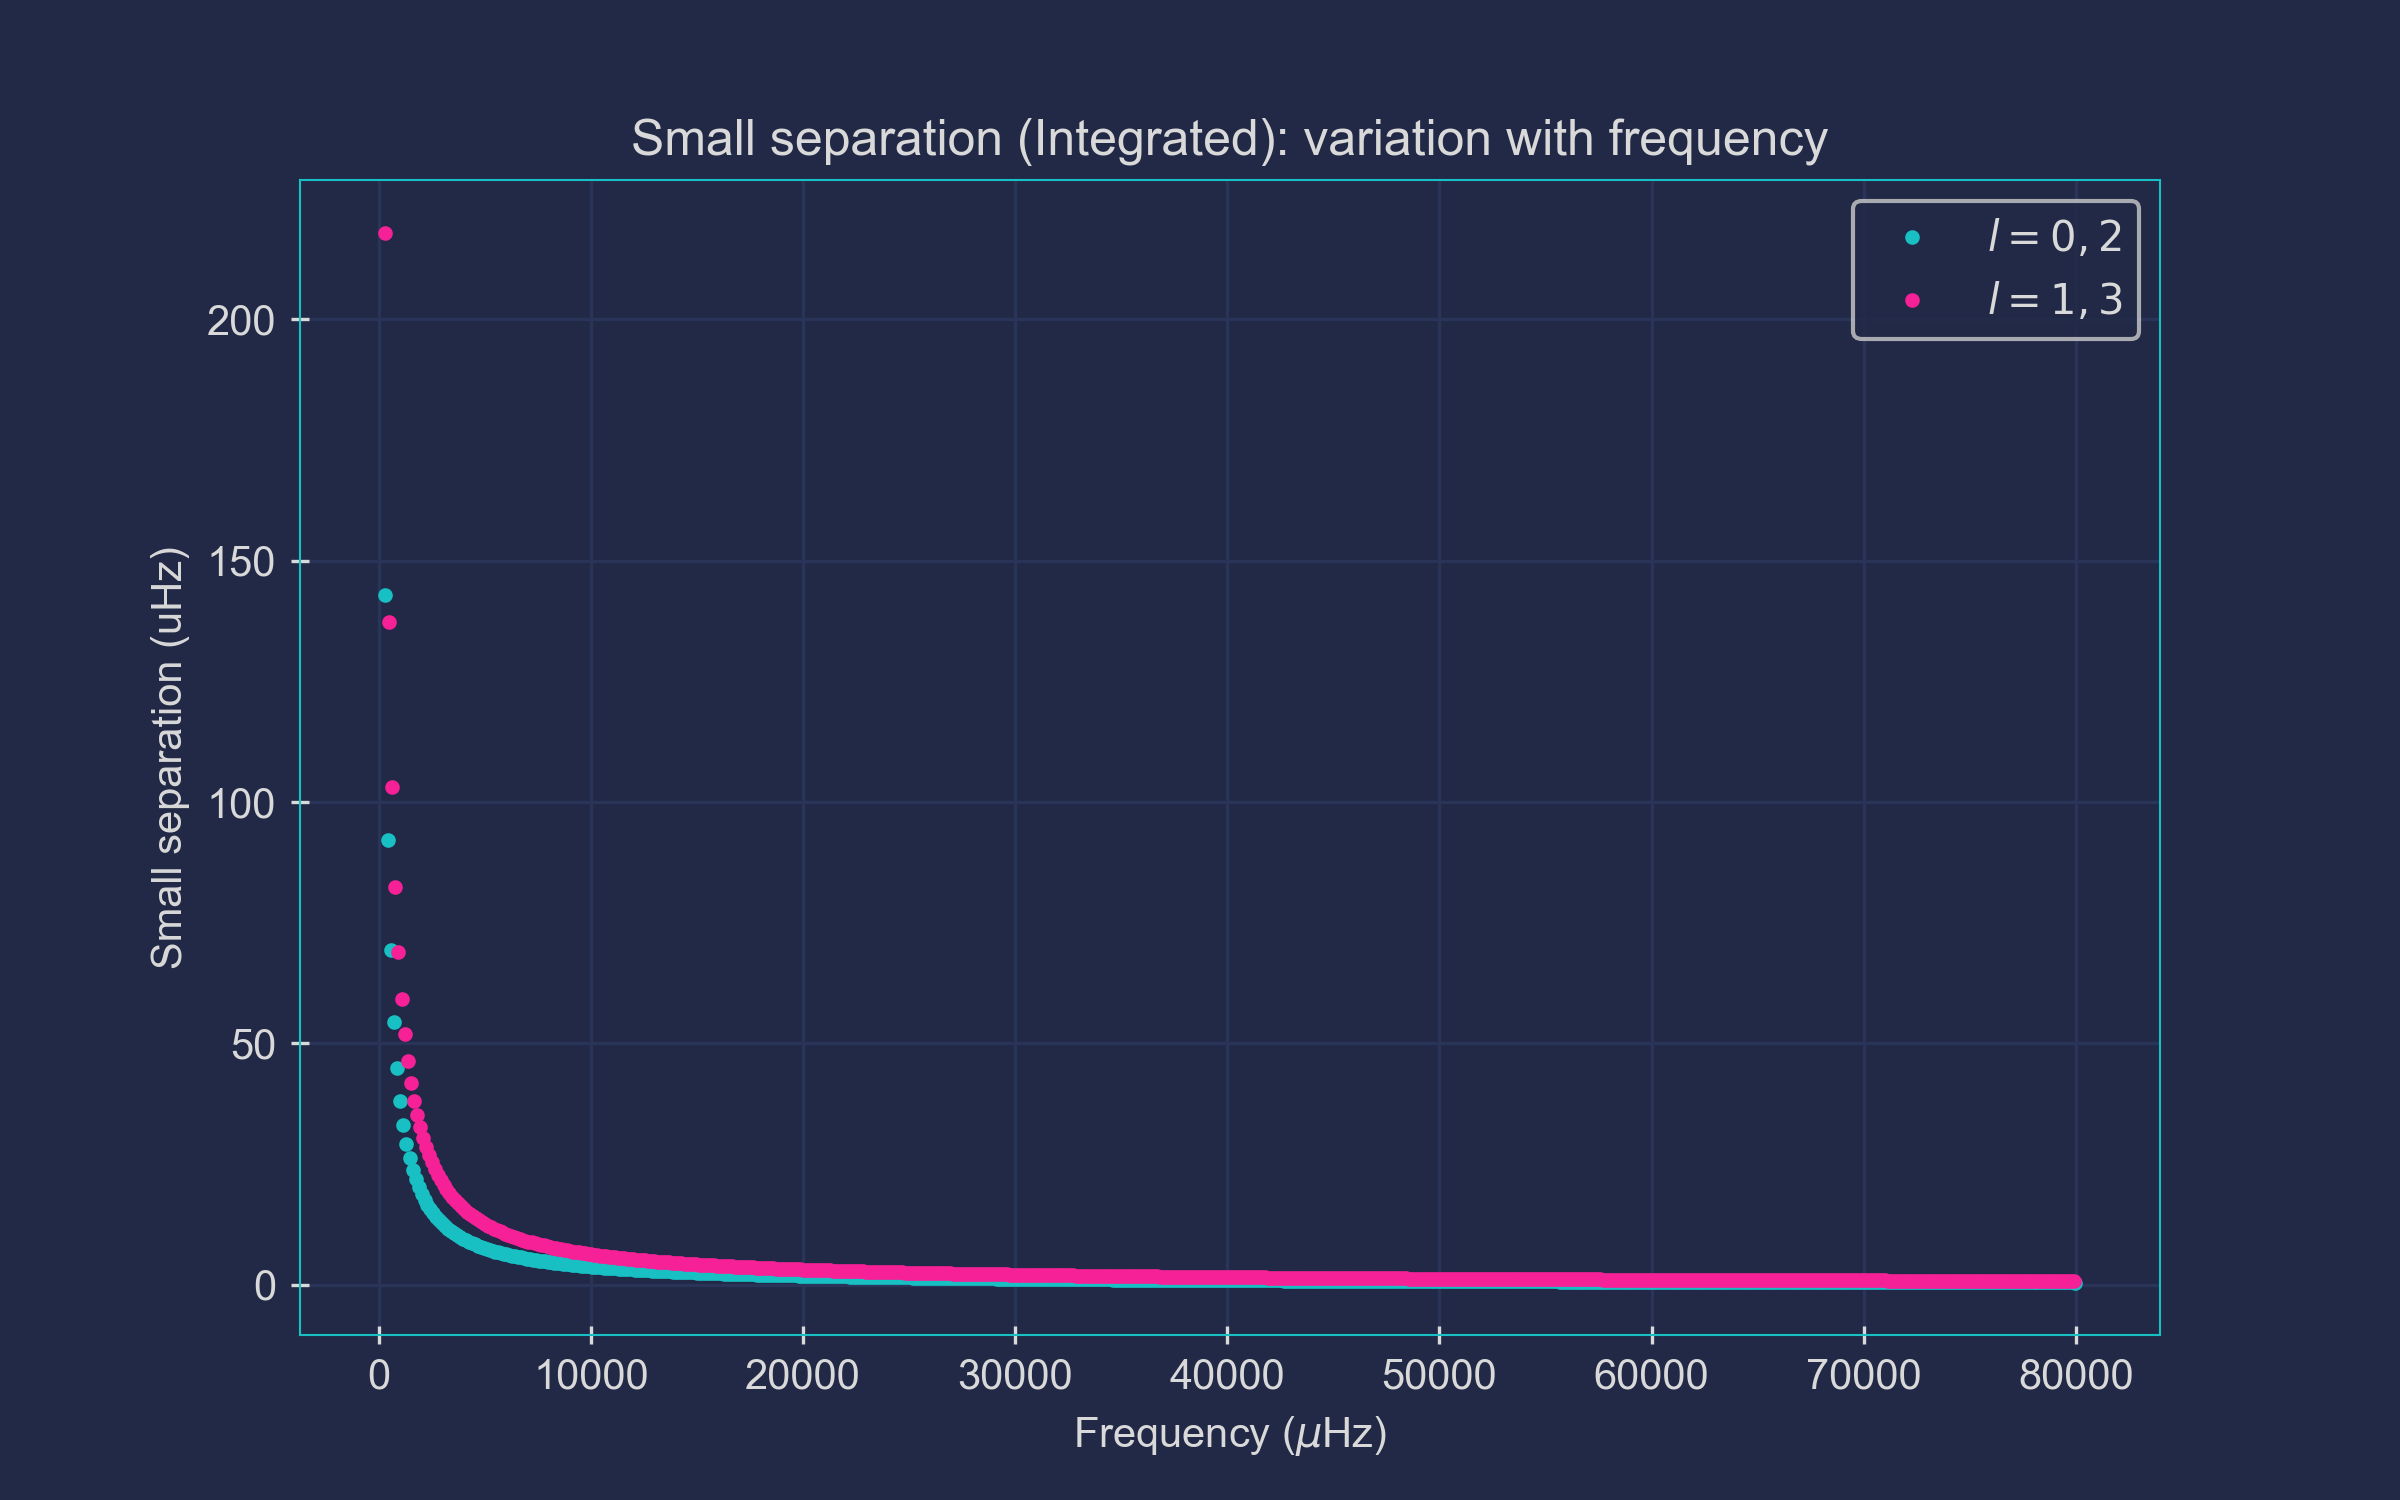 Small separation (Integrated): variation with frequency
l = 0, 2
l = 1, 3
200
150
100
50
0
Small separation (uHz)
0 10000 20000 30000 40000 50000 60000 70000 80000
Frequency (μHz)